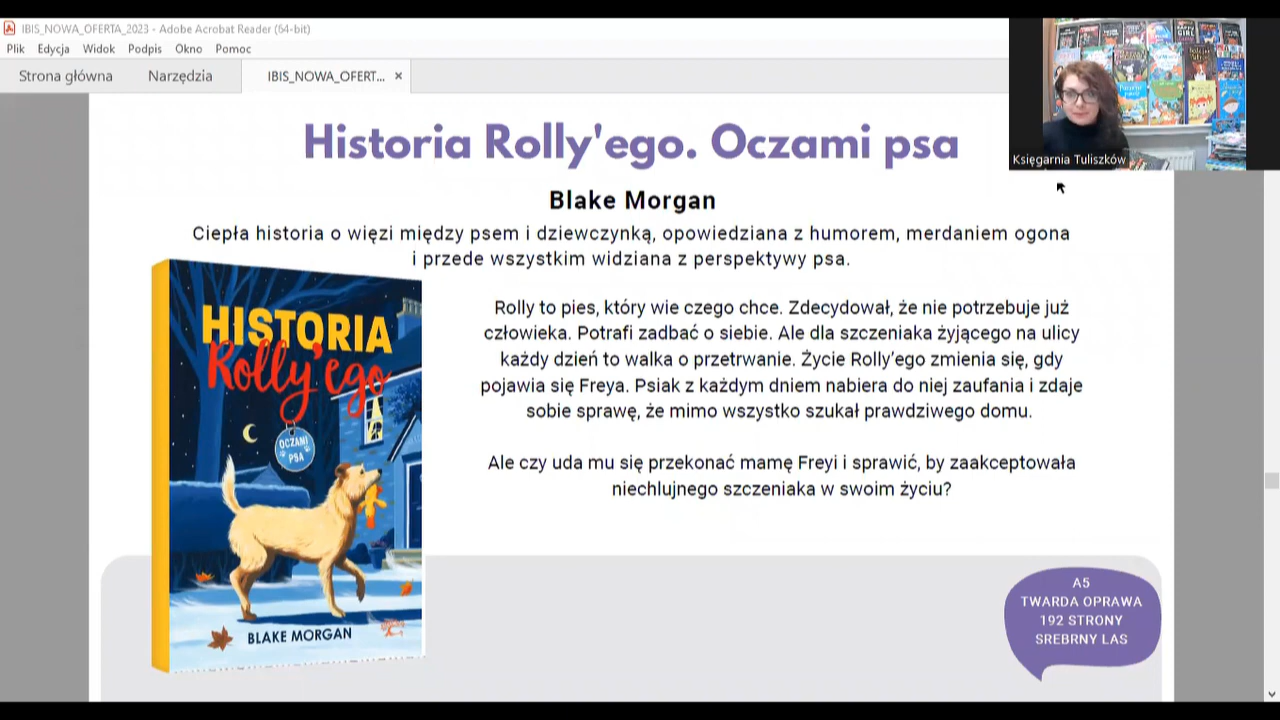 IBIS_NOWA_OFERTA_2023 - Adobe Acrobat Reader (64-bit)
Plik Edycja Widok Podpis Okno Pomoc
Strona główna Narzędzia IBIS_NOWA_OFERT... ×
Księgarnia Tuliszków
Historia Rolly'ego. Oczami psa
Blake Morgan
Ciepła historia o więzi między psem i dziewczynką, opowiedziana z humorem, merdaniem ogona
i przede wszystkim widziana z perspektywy psa.
HISTORIA
Rolly'ego
OCZAMI
PSA
BLAKE MORGAN
Rolly to pies, który wie czego chce. Zdecydował, że nie potrzebuje już
człowieka. Potrafi zadbać o siebie. Ale dla szczeniaka żyjącego na ulicy
każdy dzień to walka o przetrwanie. Życie Rolly’ego zmienia się, gdy
pojawia się Freya. Psiak z każdym dniem nabiera do niej zaufania i zdaje
sobie sprawę, że mimo wszystko szukał prawdziwego domu.
Ale czy uda mu się przekonać mamę Freyi i sprawić, by zaakceptowała
niechlujnego szczeniaka w swoim życiu?
A5
TWARDA OPRAWA
192 STRONY
SREBRNY LAS